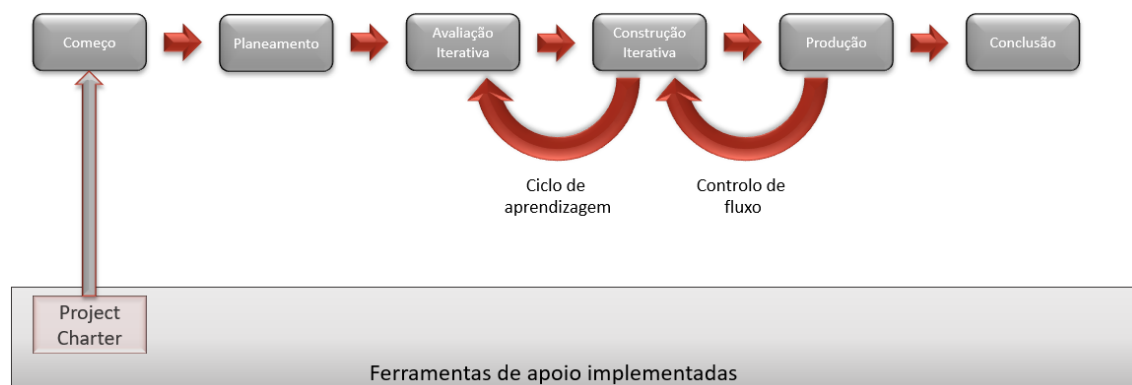 Começo
Planeamento
Avaliação
Iterativa
Construção
Iterativa
Produção
Conclusão
Ciclo de
aprendizagem
Controlo de
fluxo
Project
Charter
Ferramentas de apoio implementadas